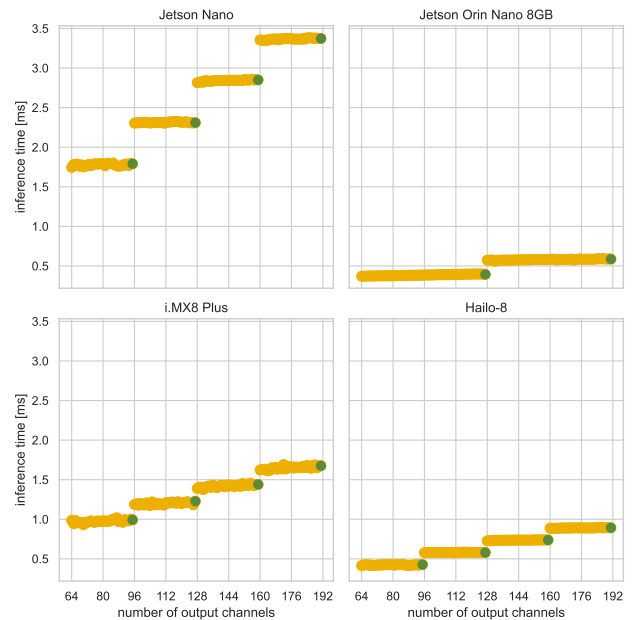 Jetson Nano
Jetson Orin Nano 8GB
3.5
3.0
2.5
2.0
1.5
1.0
0.5
inference time [ms]
i.MX8 Plus
Hailo-8
3.5
3.0
2.5
2.0
1.5
1.0
0.5
inference time [ms]
64 80 96 112 128 144 160 176 192
64 80 96 112 128 144 160 176 192
number of output channels
number of output channels